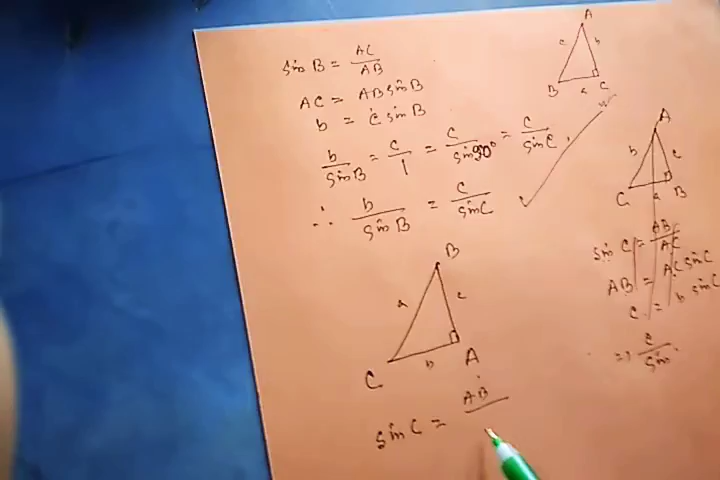 sin B = AC/AB
AC = AB sin B
b = c sin B
b/sin B = c/1 = c/sin 90° = c/sin C.
∴ b/sin B = c/sin C
A
c b
B a C
A
b c
C a B
sin C = AB/AC
AB = AC sin C
c = b sin C
=> c/sin
B
a c
C b A
sin C = AB/